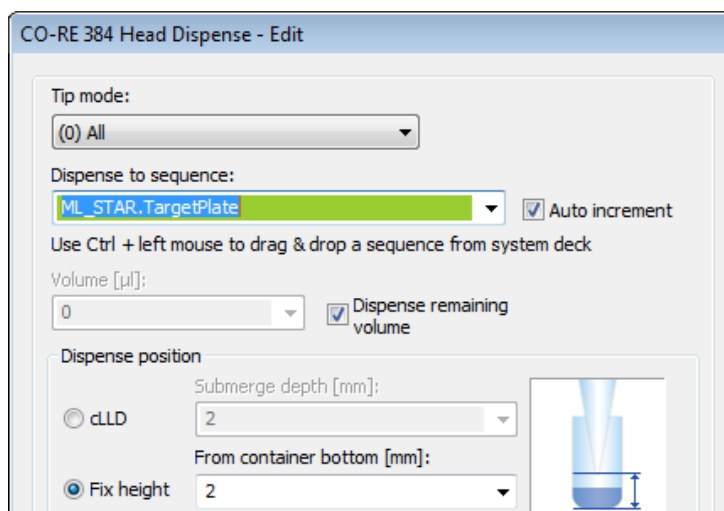 CO-RE 384 Head Dispense - Edit
Tip mode:
(0) All
Dispense to sequence:
ML_STAR.TargetPlate
Auto increment
Use Ctrl + left mouse to drag & drop a sequence from system deck
Volume [µl]:
0
Dispense remaining
volume
Dispense position
Submerge depth [mm]:
cLLD
2
From container bottom [mm]:
Fix height
2